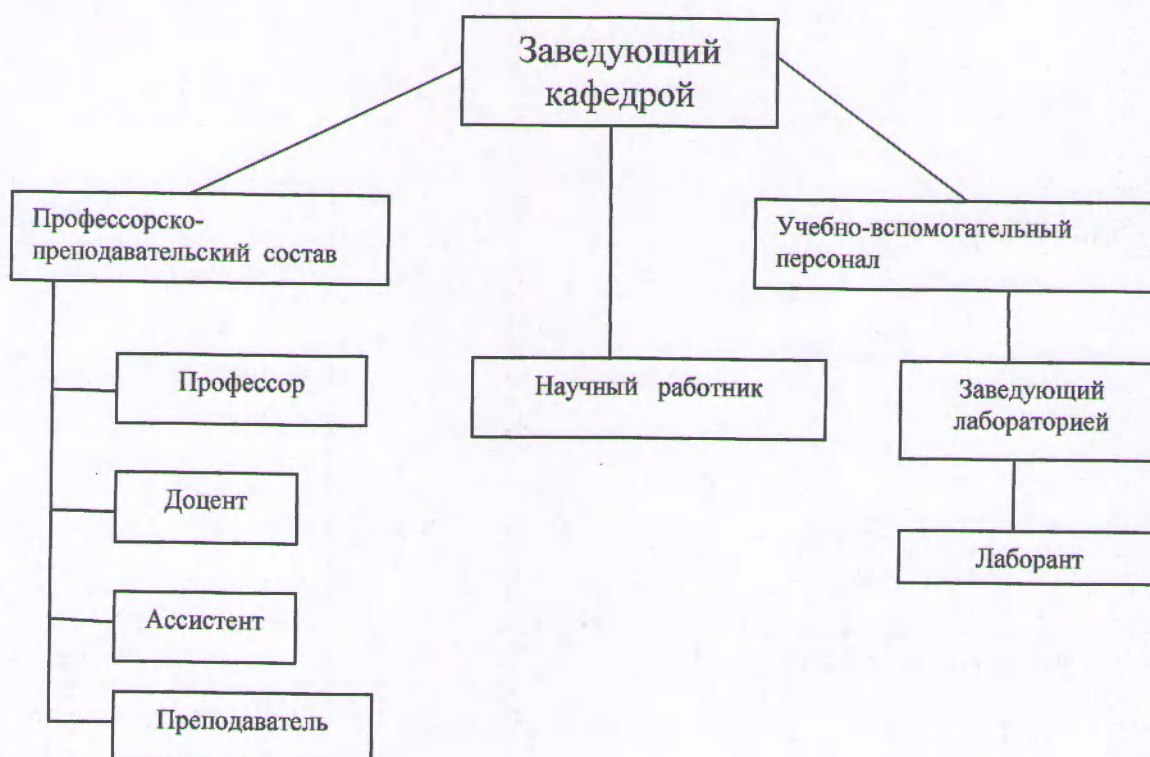 Заведующий
кафедрой
Профессорско-
преподавательский состав
Профессор
Доцент
Ассистент
Преподаватель
Научный работник
Учебно-вспомогательный
персонал
Заведующий
лабораторией
Лаборант